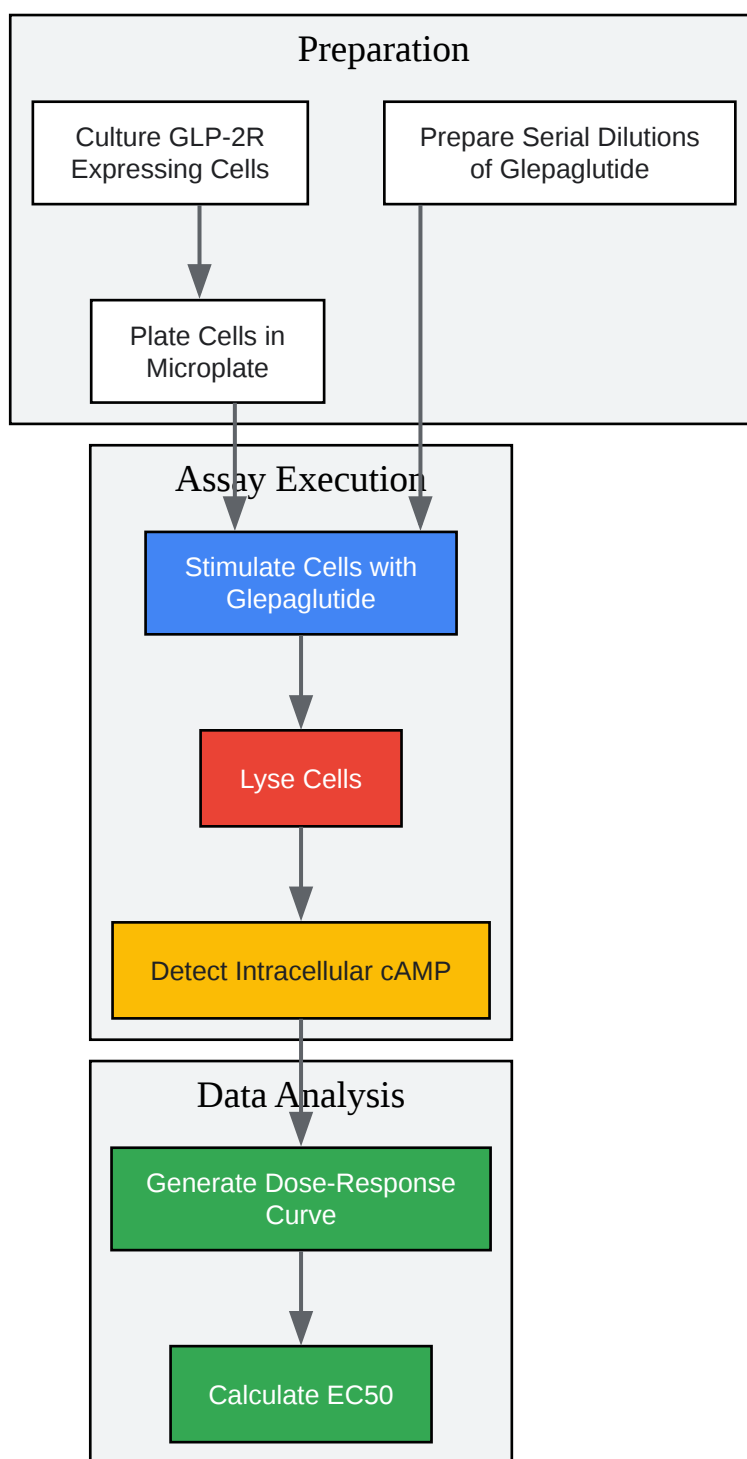 Preparation
Culture GLP-2R
Expressing Cells
Prepare Serial Dilutions
of Glepaglutide
Plate Cells in
Microplate
Assay Execution
Stimulate Cells with
Glepaglutide
Lyse Cells
Detect Intracellular cAMP
Data Analysis
Generate Dose-Response
Curve
Calculate EC50